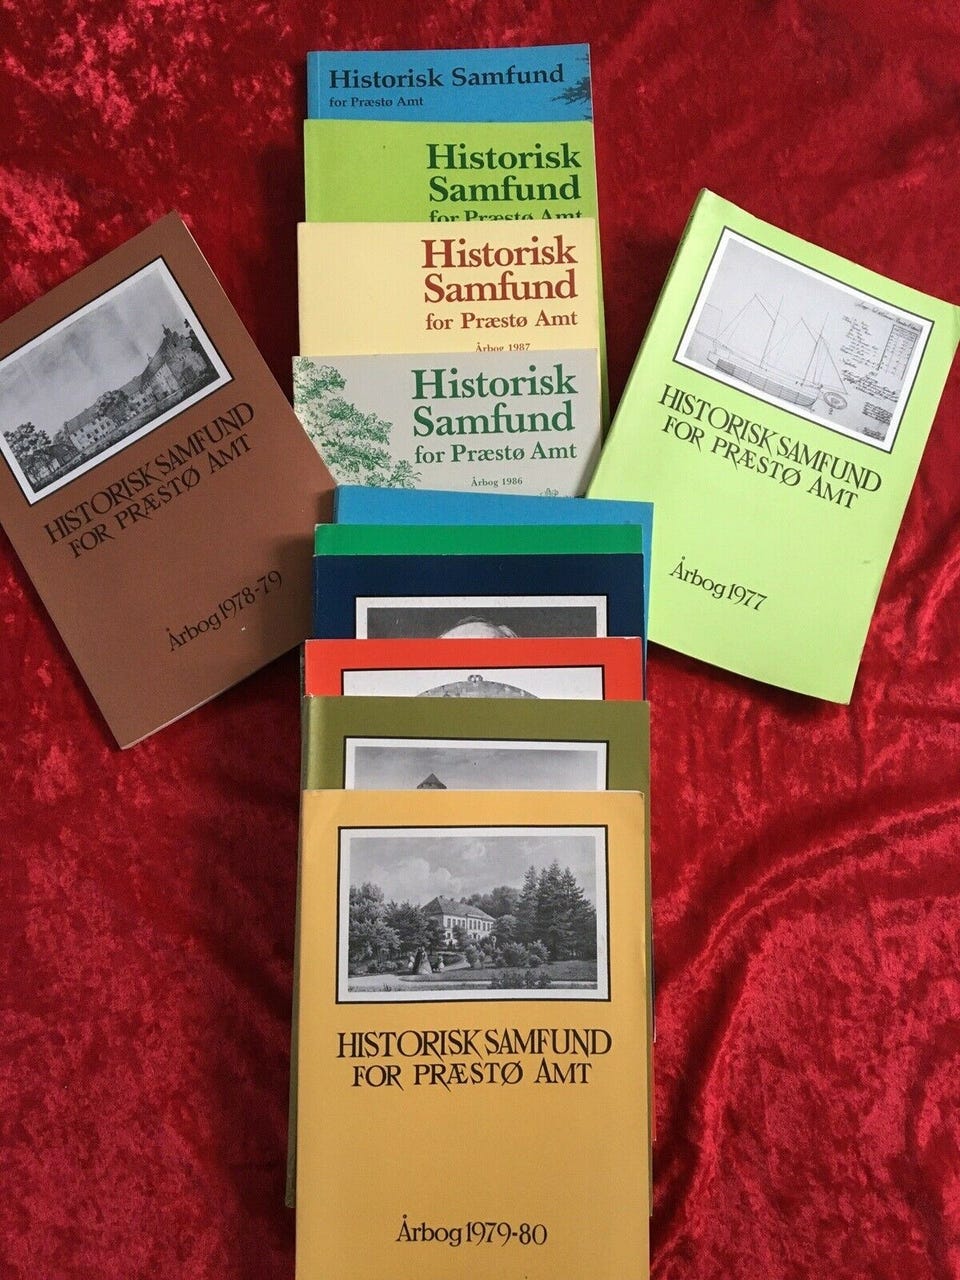 Historisk Samfund
for Præstø Amt
Historisk
Samfund
for Præstø Amt
Historisk
Samfund
for Præstø Amt
Årbog 1987
Historisk
Samfund
for Præstø Amt
Årbog 1986
HISTORISK SAMFUND
FOR PRÆSTØ AMT
Årbog 1978-79
HISTORISK SAMFUND
FOR PRÆSTØ AMT
Årbog 1977
HISTORISK SAMFUND
FOR PRÆSTØ AMT
Årbog 1979-80